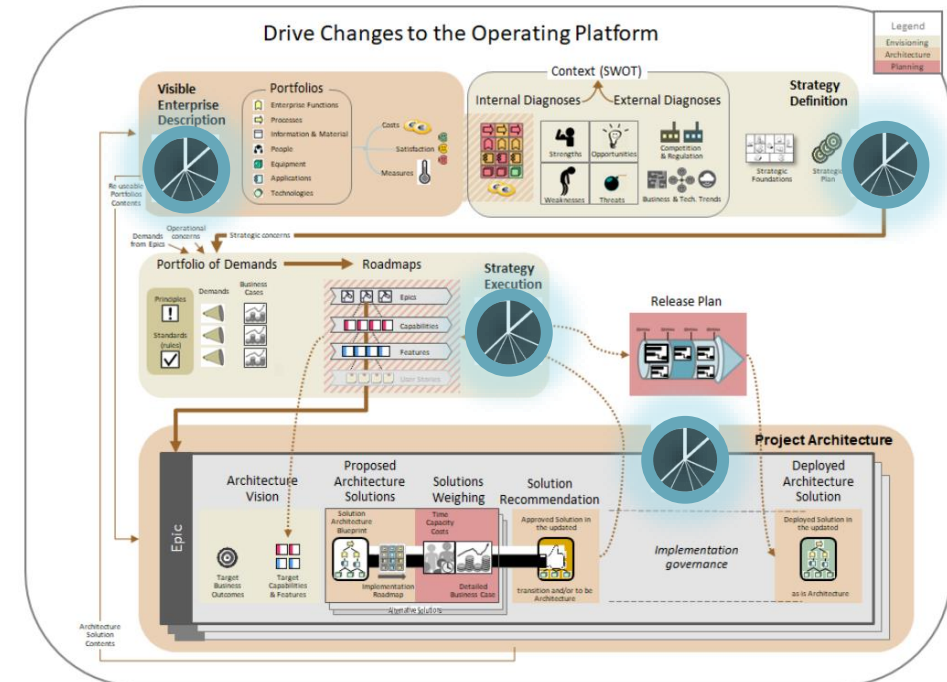 Drive Changes to the Operating Platform
Legend
Envisioning
Architecture
Planning
Visible
Enterprise
Description
Portfolios
Enterprise Functions
Processes
Information & Material
People
Equipment
Applications
Technologies
Costs
Satisfaction
Measures
Context (SWOT)
Internal Diagnoses
External Diagnoses
Strengths
Opportunities
Weaknesses
Threats
Competition
& Regulation
Business & Tech. Trends
Strategy
Definition
Strategic
Foundations
Strategic
Plan
Re-useable
Portfolios
Contents
Demands
from Epics
Operational
concerns
Strategic concerns
Portfolio of Demands
Roadmaps
Strategy
Execution
Principles
Standards
(rules)
Demands
Business
Cases
Epics
Capabilities
Features
User Stories
Release Plan
Project Architecture
Epic
Architecture
Vision
Target
Business
Outcomes
Target
Capabilities
& Features
Proposed
Architecture
Solutions
Solution
Architecture
Blueprint
Implementation
Roadmap
Solutions
Weighing
Time
Capacity
Costs
Detailed
Business Case
Alternative Solutions
Solution
Recommendation
Approved Solution in
the updated
transition and/or to be
Architecture
Implementation
governance
Deployed
Architecture
Solution
Deployed Solution in
the updated
as is Architecture
Architecture
Solution
Contents